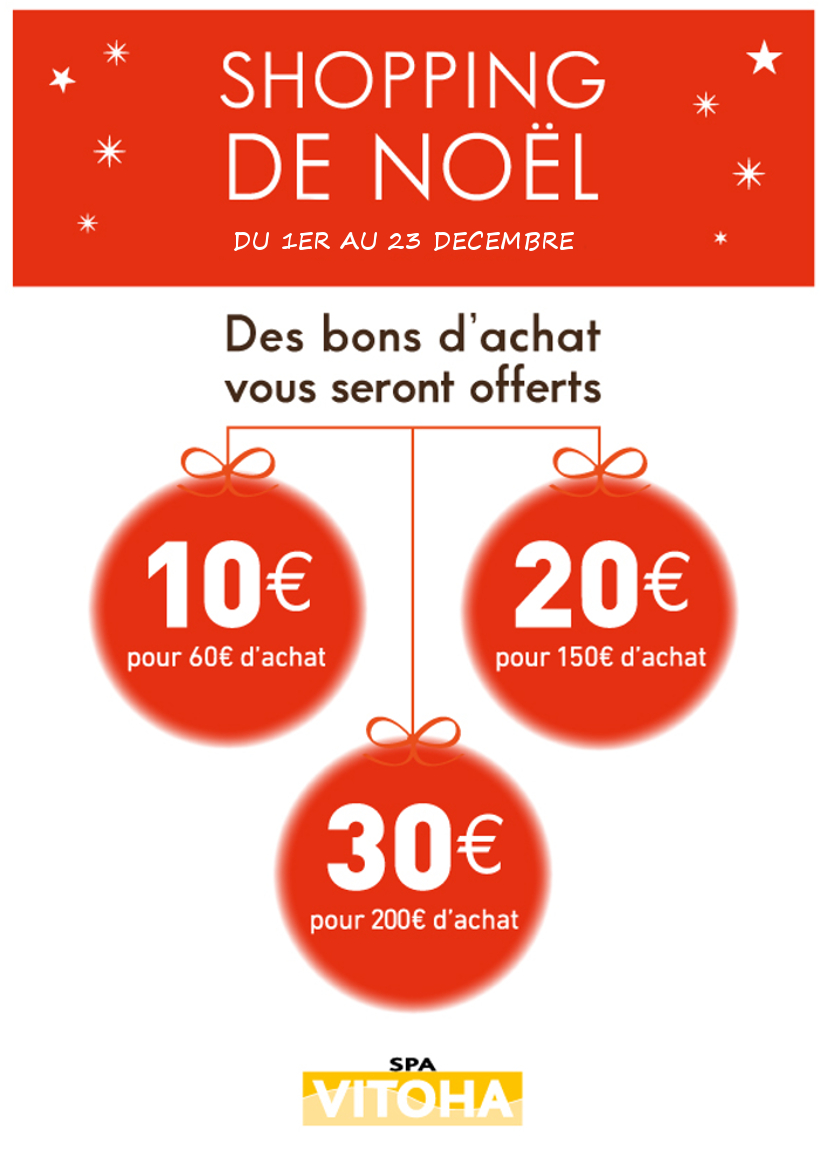 SHOPPING
DE NOËL
DU 1ER AU 23 DECEMBRE
Des bons d'achat
vous seront offerts
10€
pour 60€ d'achat
20€
pour 150€ d'achat
30€
pour 200€ d'achat
SPA
VITOHA